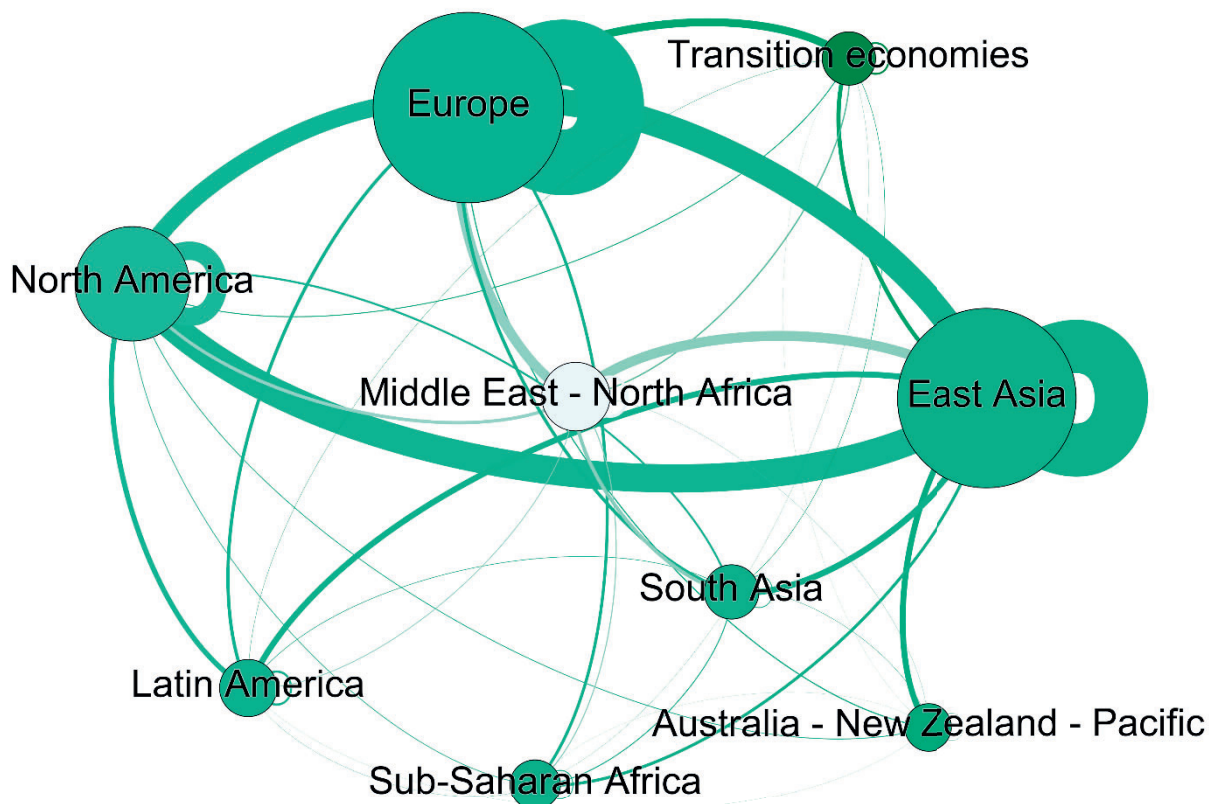 Transition economies
Europe
North America
Middle East - North Africa
East Asia
South Asia
Latin America
Australia - New Zealand - Pacific
Sub-Saharan Africa